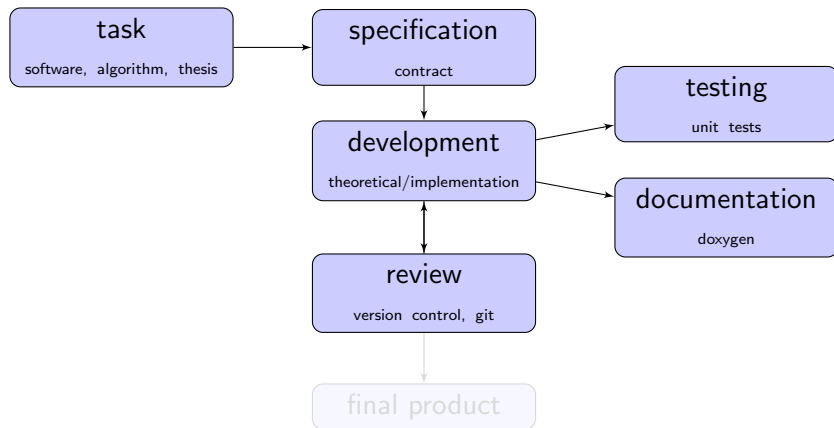 task
software, algorithm, thesis
specification
contract
development
theoretical/implementation
testing
unit tests
documentation
doxygen
review
version control, git
final product